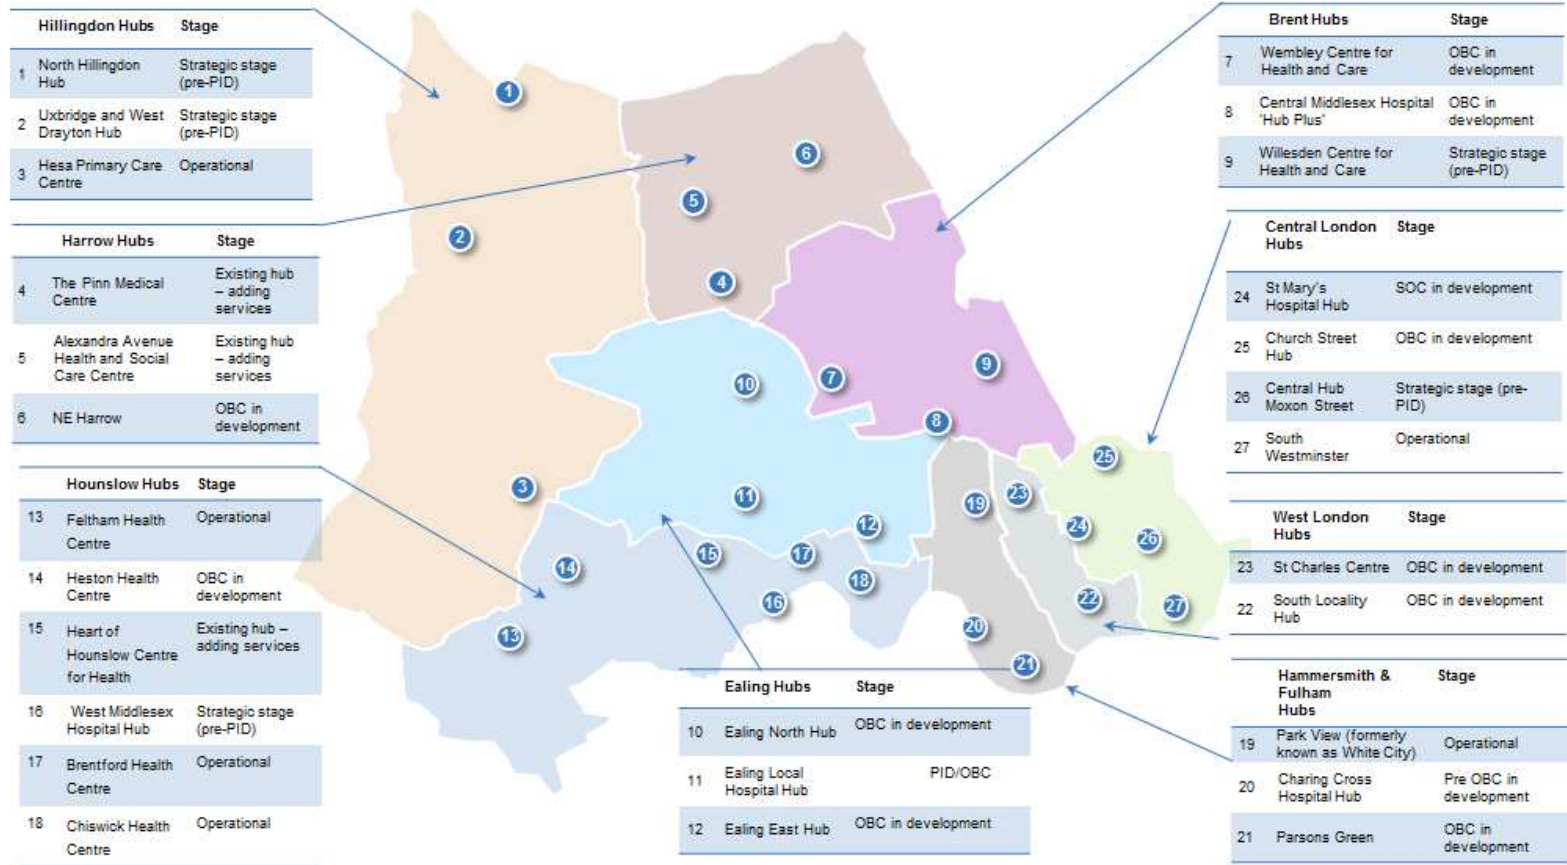 Hillingdon Hubs Stage
1 North Hillingdon Strategic stage
Hub (pre-PID)
2 Uxbridge and West Strategic stage
Drayton Hub (pre-PID)
3 Hesa Primary Care Operational
Centre
Harrow Hubs Stage
4 The Pinn Medical Existing hub
Centre – adding
services
5 Alexandra Avenue Existing hub
Health and Social – adding
Care Centre services
6 NE Harrow OBC in
development
Hounslow Hubs Stage
13 Feltham Health Operational
Centre
14 Heston Health OBC in
Centre development
15 Heart of Existing hub –
Hounslow Centre adding services
for Health
16 West Middlesex Strategic stage
Hospital Hub (pre-PID)
17 Brentford Health Operational
Centre
18 Chiswick Health Operational
Centre
1
6
5
2
4
10
7
9
8
25
3
11
19
23
12
24
26
15
17
14
18
16
22
27
13
20
21
Ealing Hubs Stage
10 Ealing North Hub OBC in development
11 Ealing Local PID/OBC
Hospital Hub
12 Ealing East Hub OBC in development
Brent Hubs Stage
7 Wembley Centre for OBC in
Health and Care development
8 Central Middlesex Hospital OBC in
'Hub Plus' development
9 Willesden Centre for Strategic stage
Health and Care (pre-PID)
Central London Stage
Hubs
24 St Mary's SOC in development
Hospital Hub
25 Church Street OBC in development
Hub
26 Central Hub Strategic stage (pre-
Moxon Street PID)
27 South Operational
Westminster
West London Stage
Hubs
23 St Charles Centre OBC in development
22 South Locality OBC in development
Hub
Hammersmith & Stage
Fulham
Hubs
19 Park View (formerly Operational
known as White City)
20 Charing Cross Pre OBC in
Hospital Hub development
21 Parsons Green OBC in
development